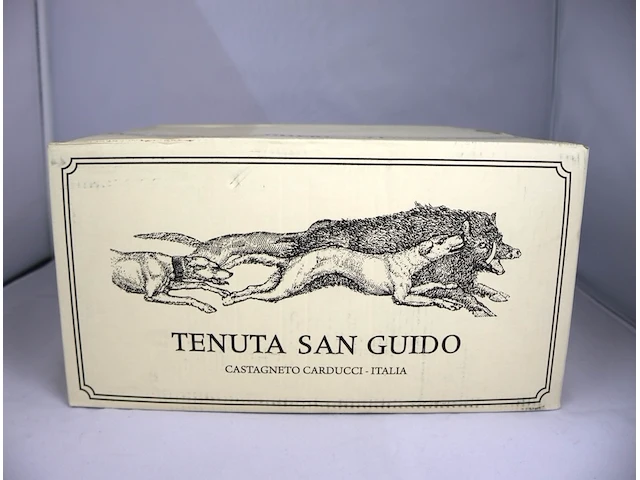 TENUTA SAN GUIDO
CASTAGNETO CARDUCCI - ITALIA